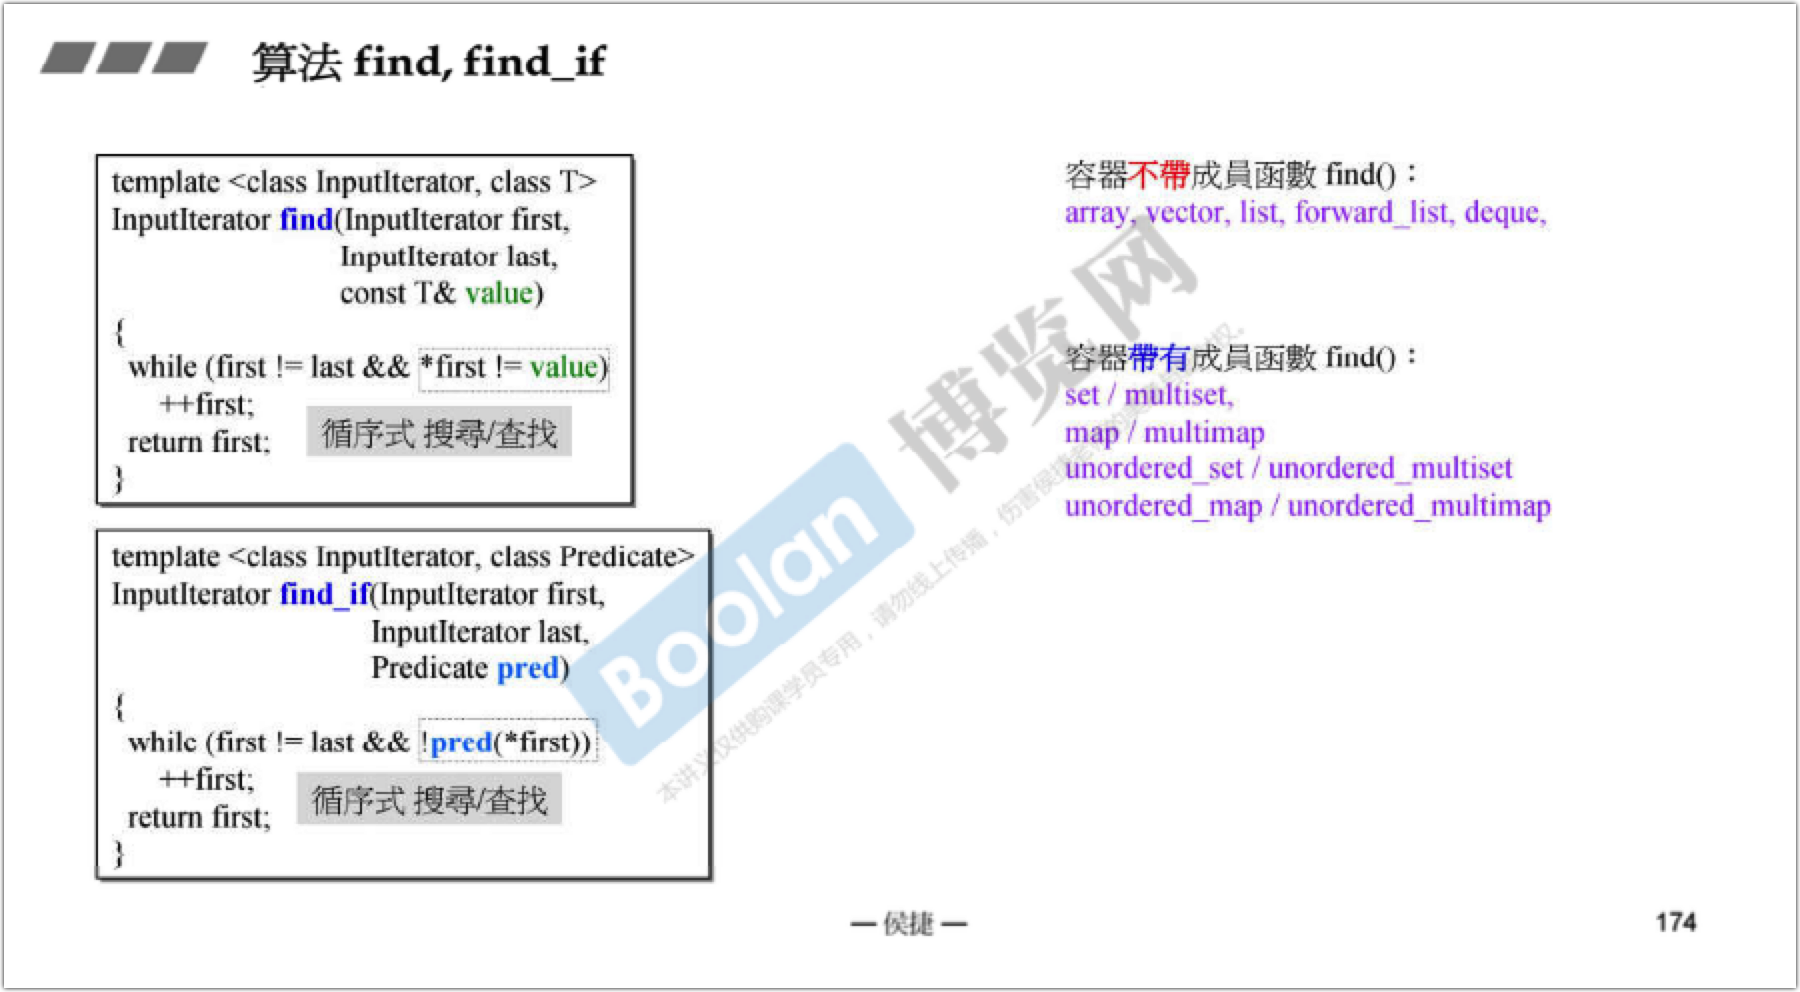 算法 find, find_if
template <class InputIterator, class T>
InputIterator find(InputIterator first,
InputIterator last,
const T& value)
{
while (first != last && *first != value)
++first;
return first;
循序式 搜尋/查找
}
template <class InputIterator, class Predicate>
InputIterator find_if(InputIterator first,
InputIterator last,
Predicate pred)
{
while (first != last && !pred(*first))
++first;
return first;
循序式 搜尋/查找
}
容器不帶成員函數 find()：
array, vector, list, forward_list, deque,
容器帶有成員函數 find()：
set / multiset,
map / multimap
unordered_set / unordered_multiset
unordered_map / unordered_multimap
Boolan 博览网
本讲义仅供购课学员专用，请勿线上传播，伤害侯捷老师的
权。
— 侯捷 —
174